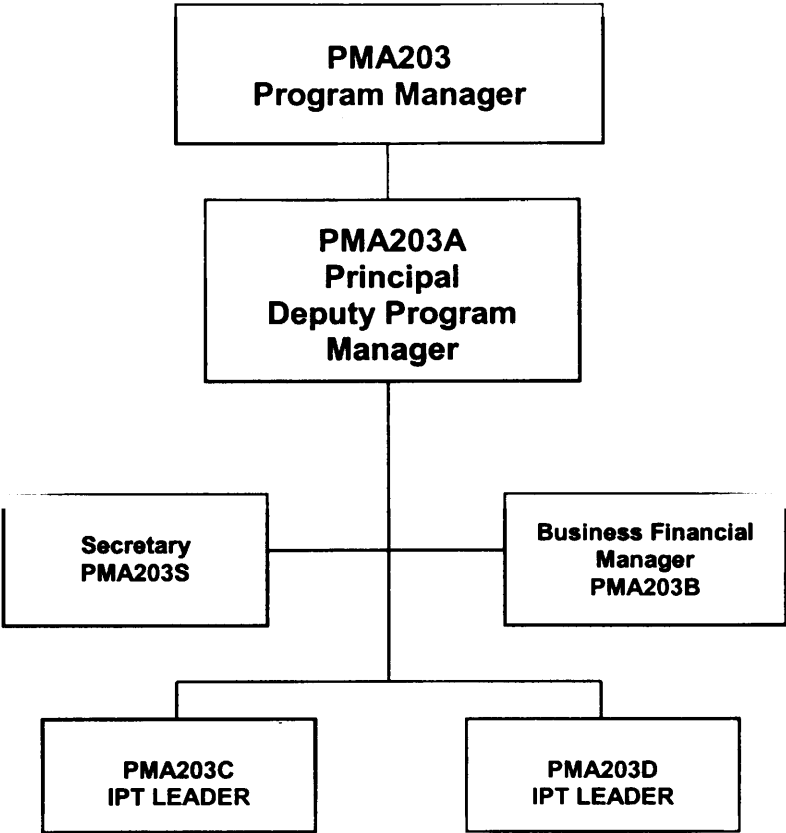 PMA203
Program Manager
PMA203A
Principal
Deputy Program
Manager
Secretary
PMA203S
Business Financial
Manager
PMA203B
PMA203C
IPT LEADER
PMA203D
IPT LEADER